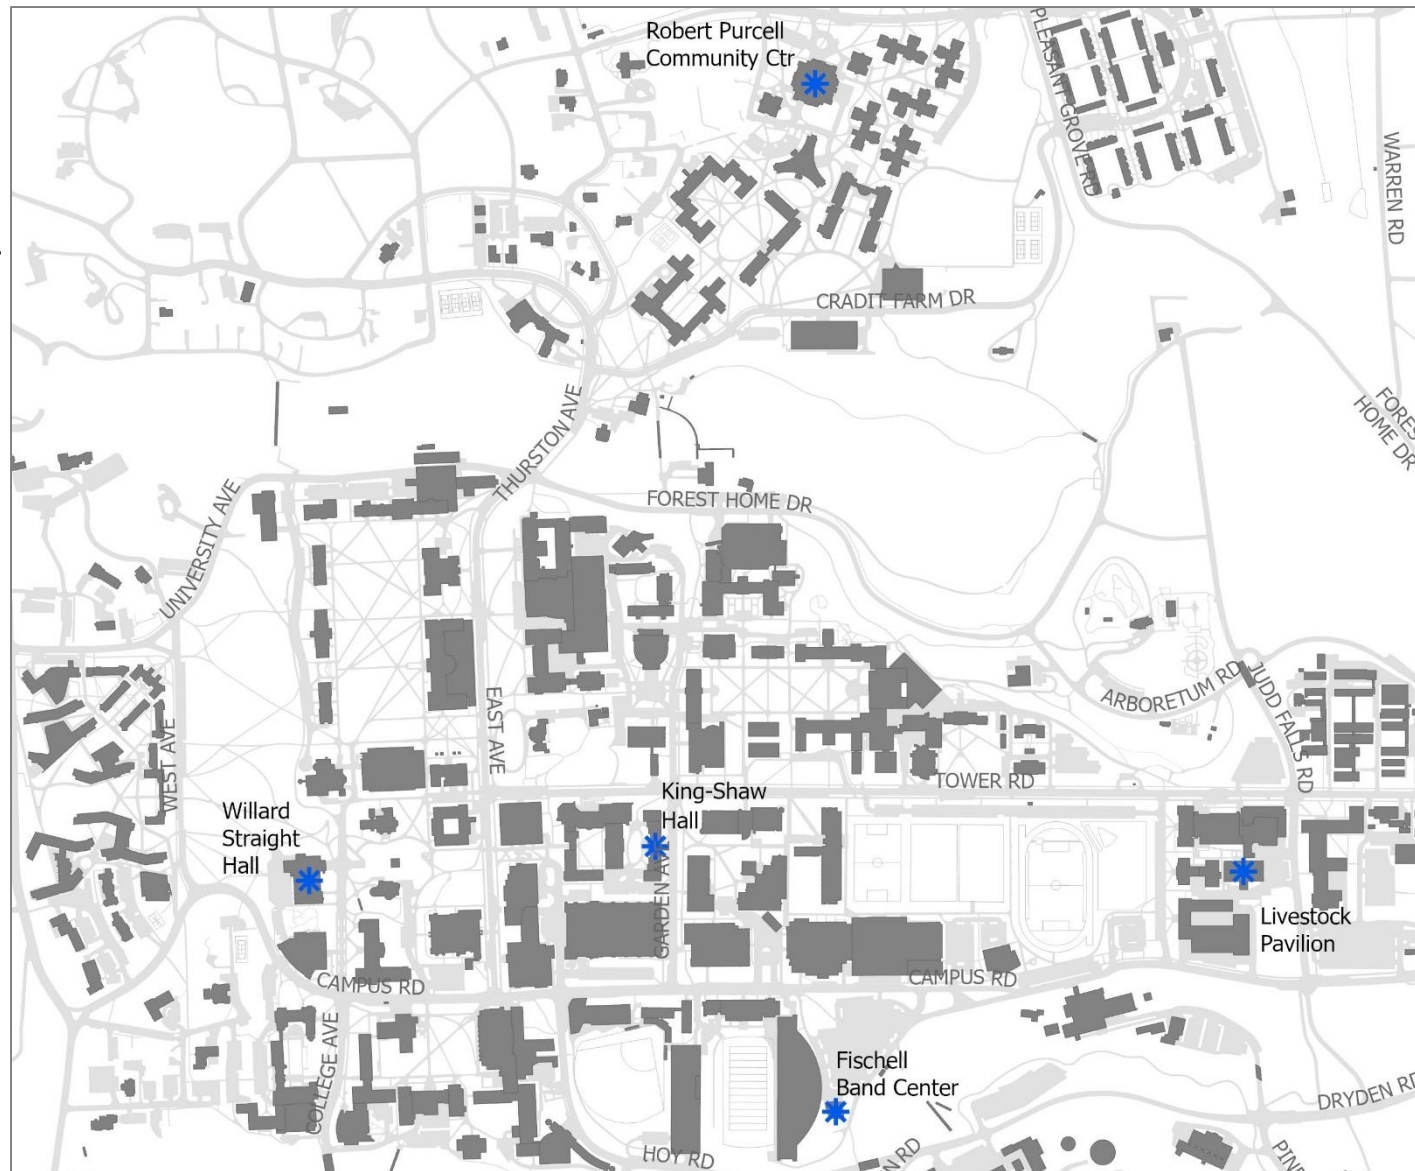 Robert Purcell
Community Ctr
PLEASANT GROVE RD
WARREN RD
CRADIT FARM DR
THURSTON AVE
FOREST
HOME DR
UNIVERSITY AVE
FOREST HOME DR
EAST AVE
ARBORETUM RD
JUDD FALLS RD
WEST AVE
TOWER RD
King-Shaw
Hall
Willard
Straight
Hall
GARDEN AVE
Livestock
Pavilion
CAMPUS RD
CAMPUS RD
COLLEGE AVE
Fischell
Band Center
DRYDEN RD
HOY RD
N RD
PIN